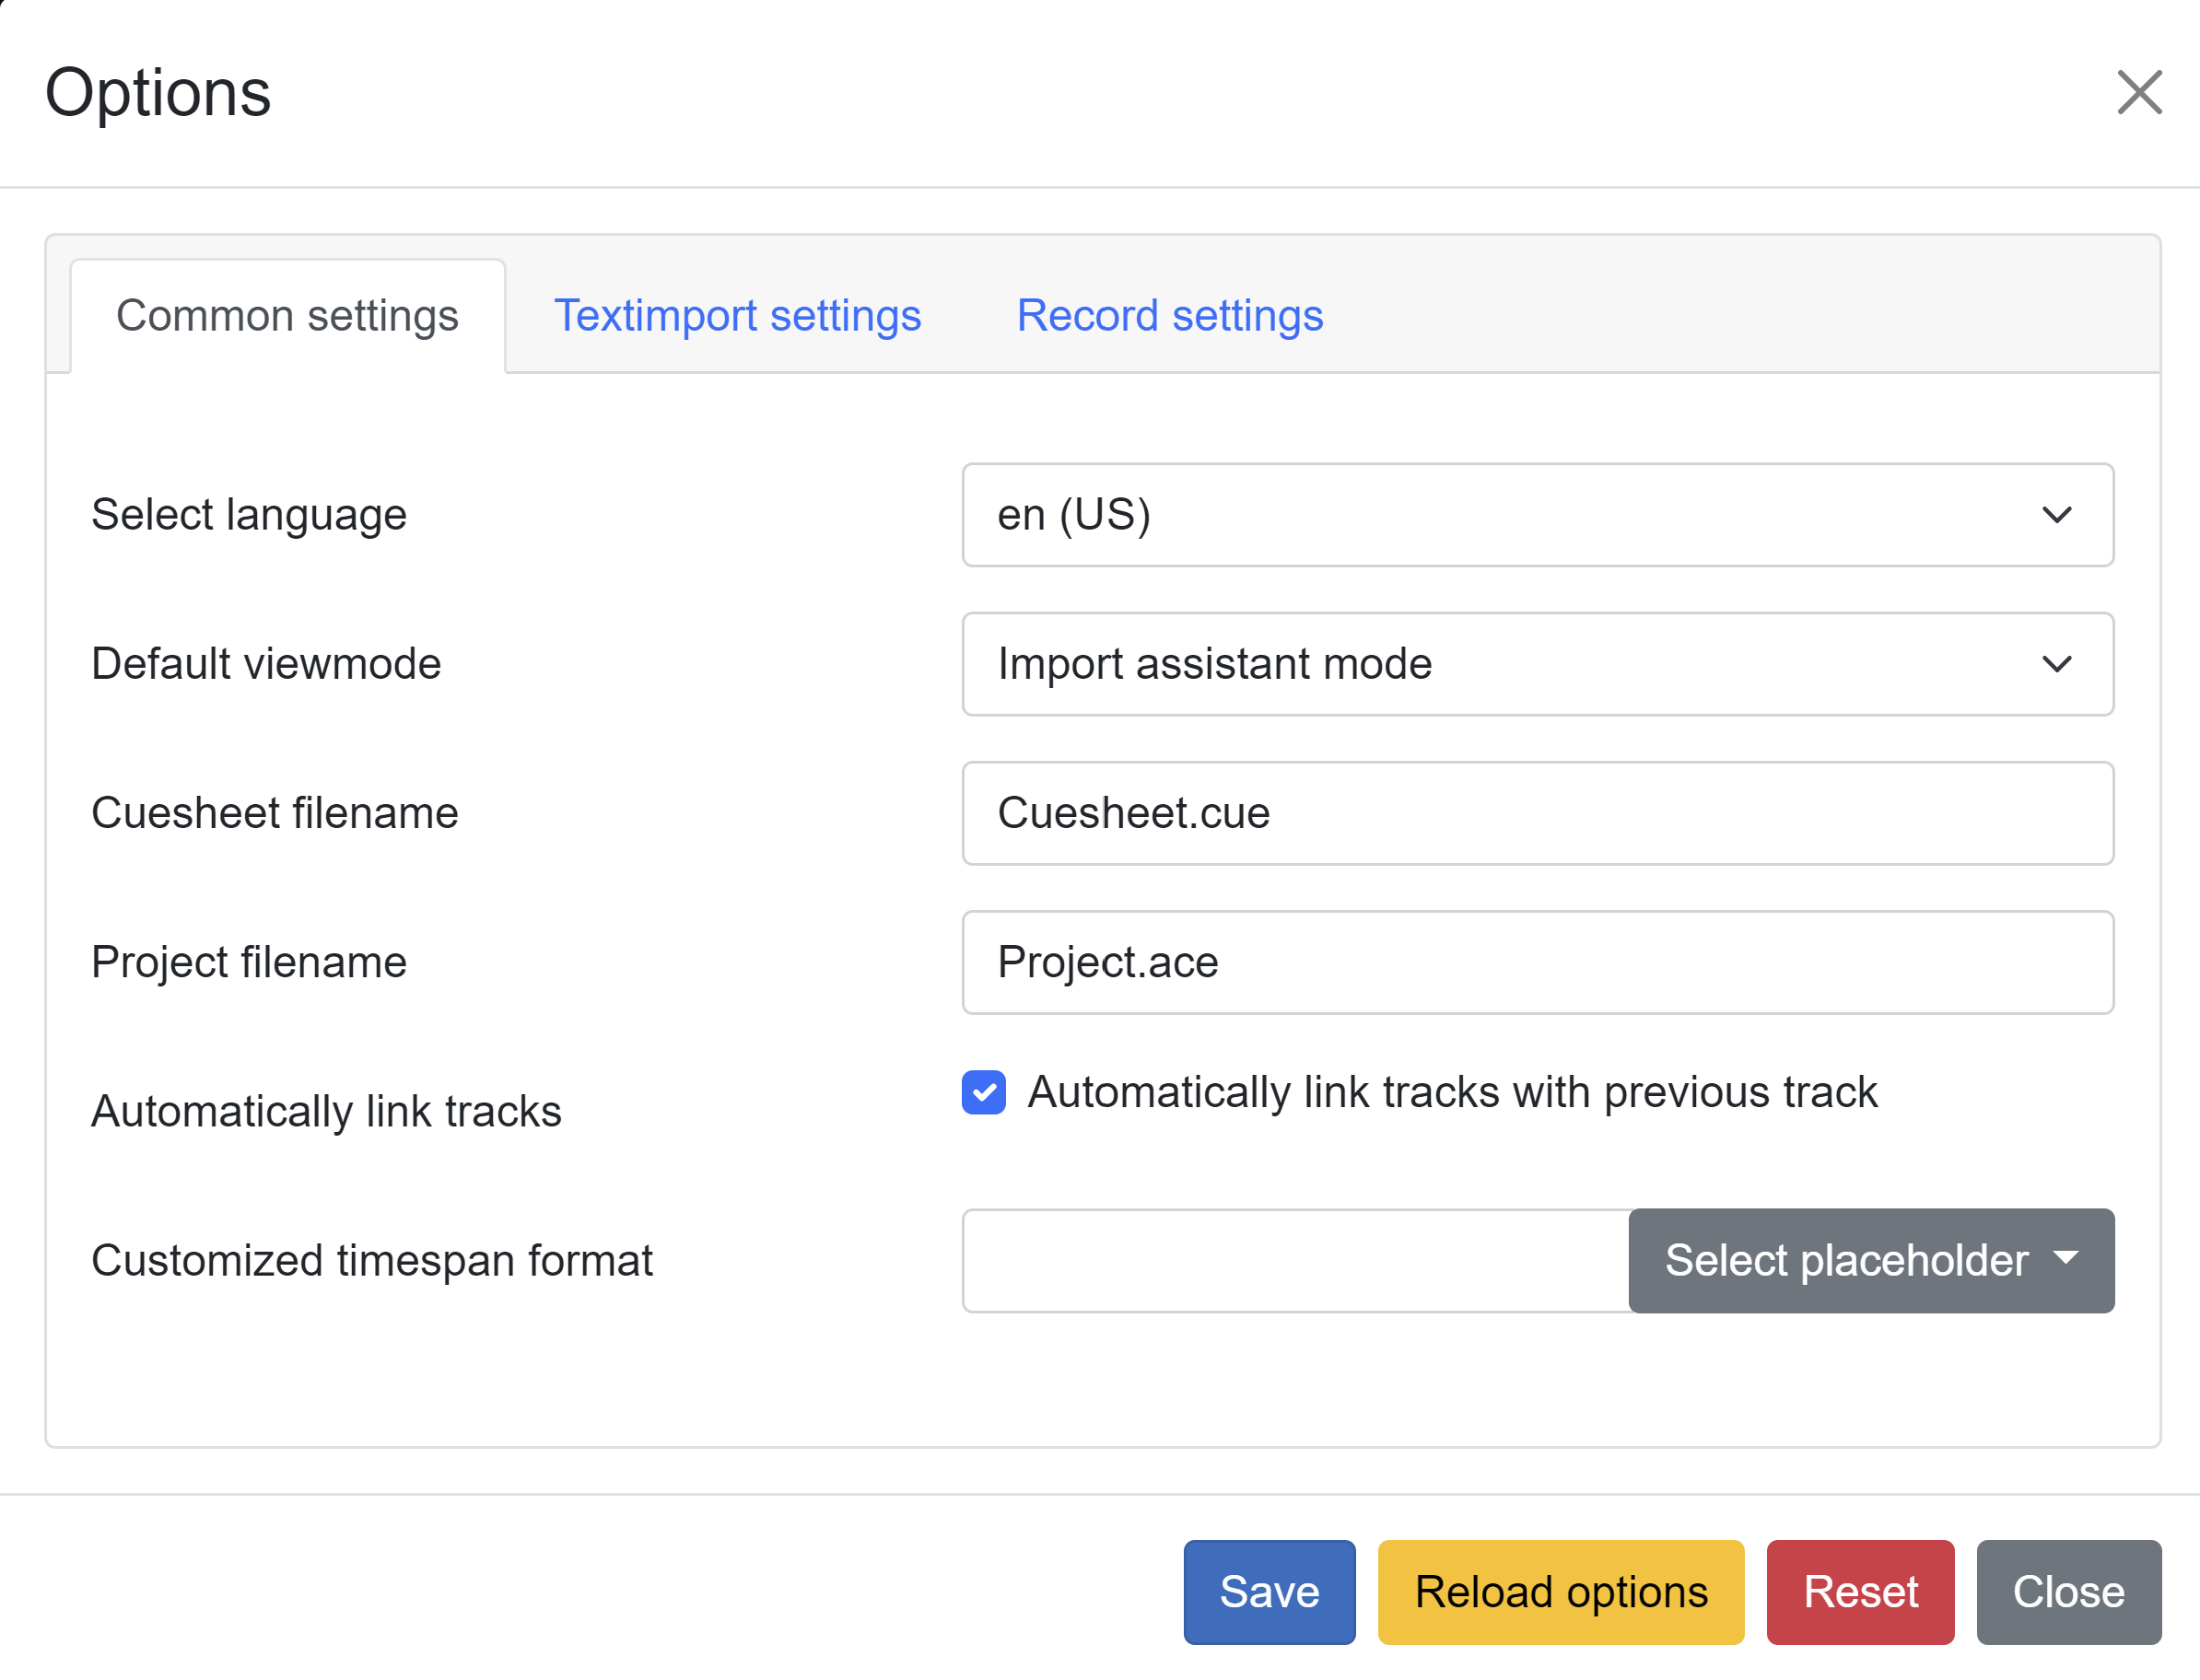 Options
Common settings Textimport settings Record settings
Select language en (US)
Default viewmode Import assistant mode
Cuesheet filename Cuesheet.cue
Project filename Project.ace
Automatically link tracks Automatically link tracks with previous track
Customized timespan format Select placeholder
Save Reload options Reset Close